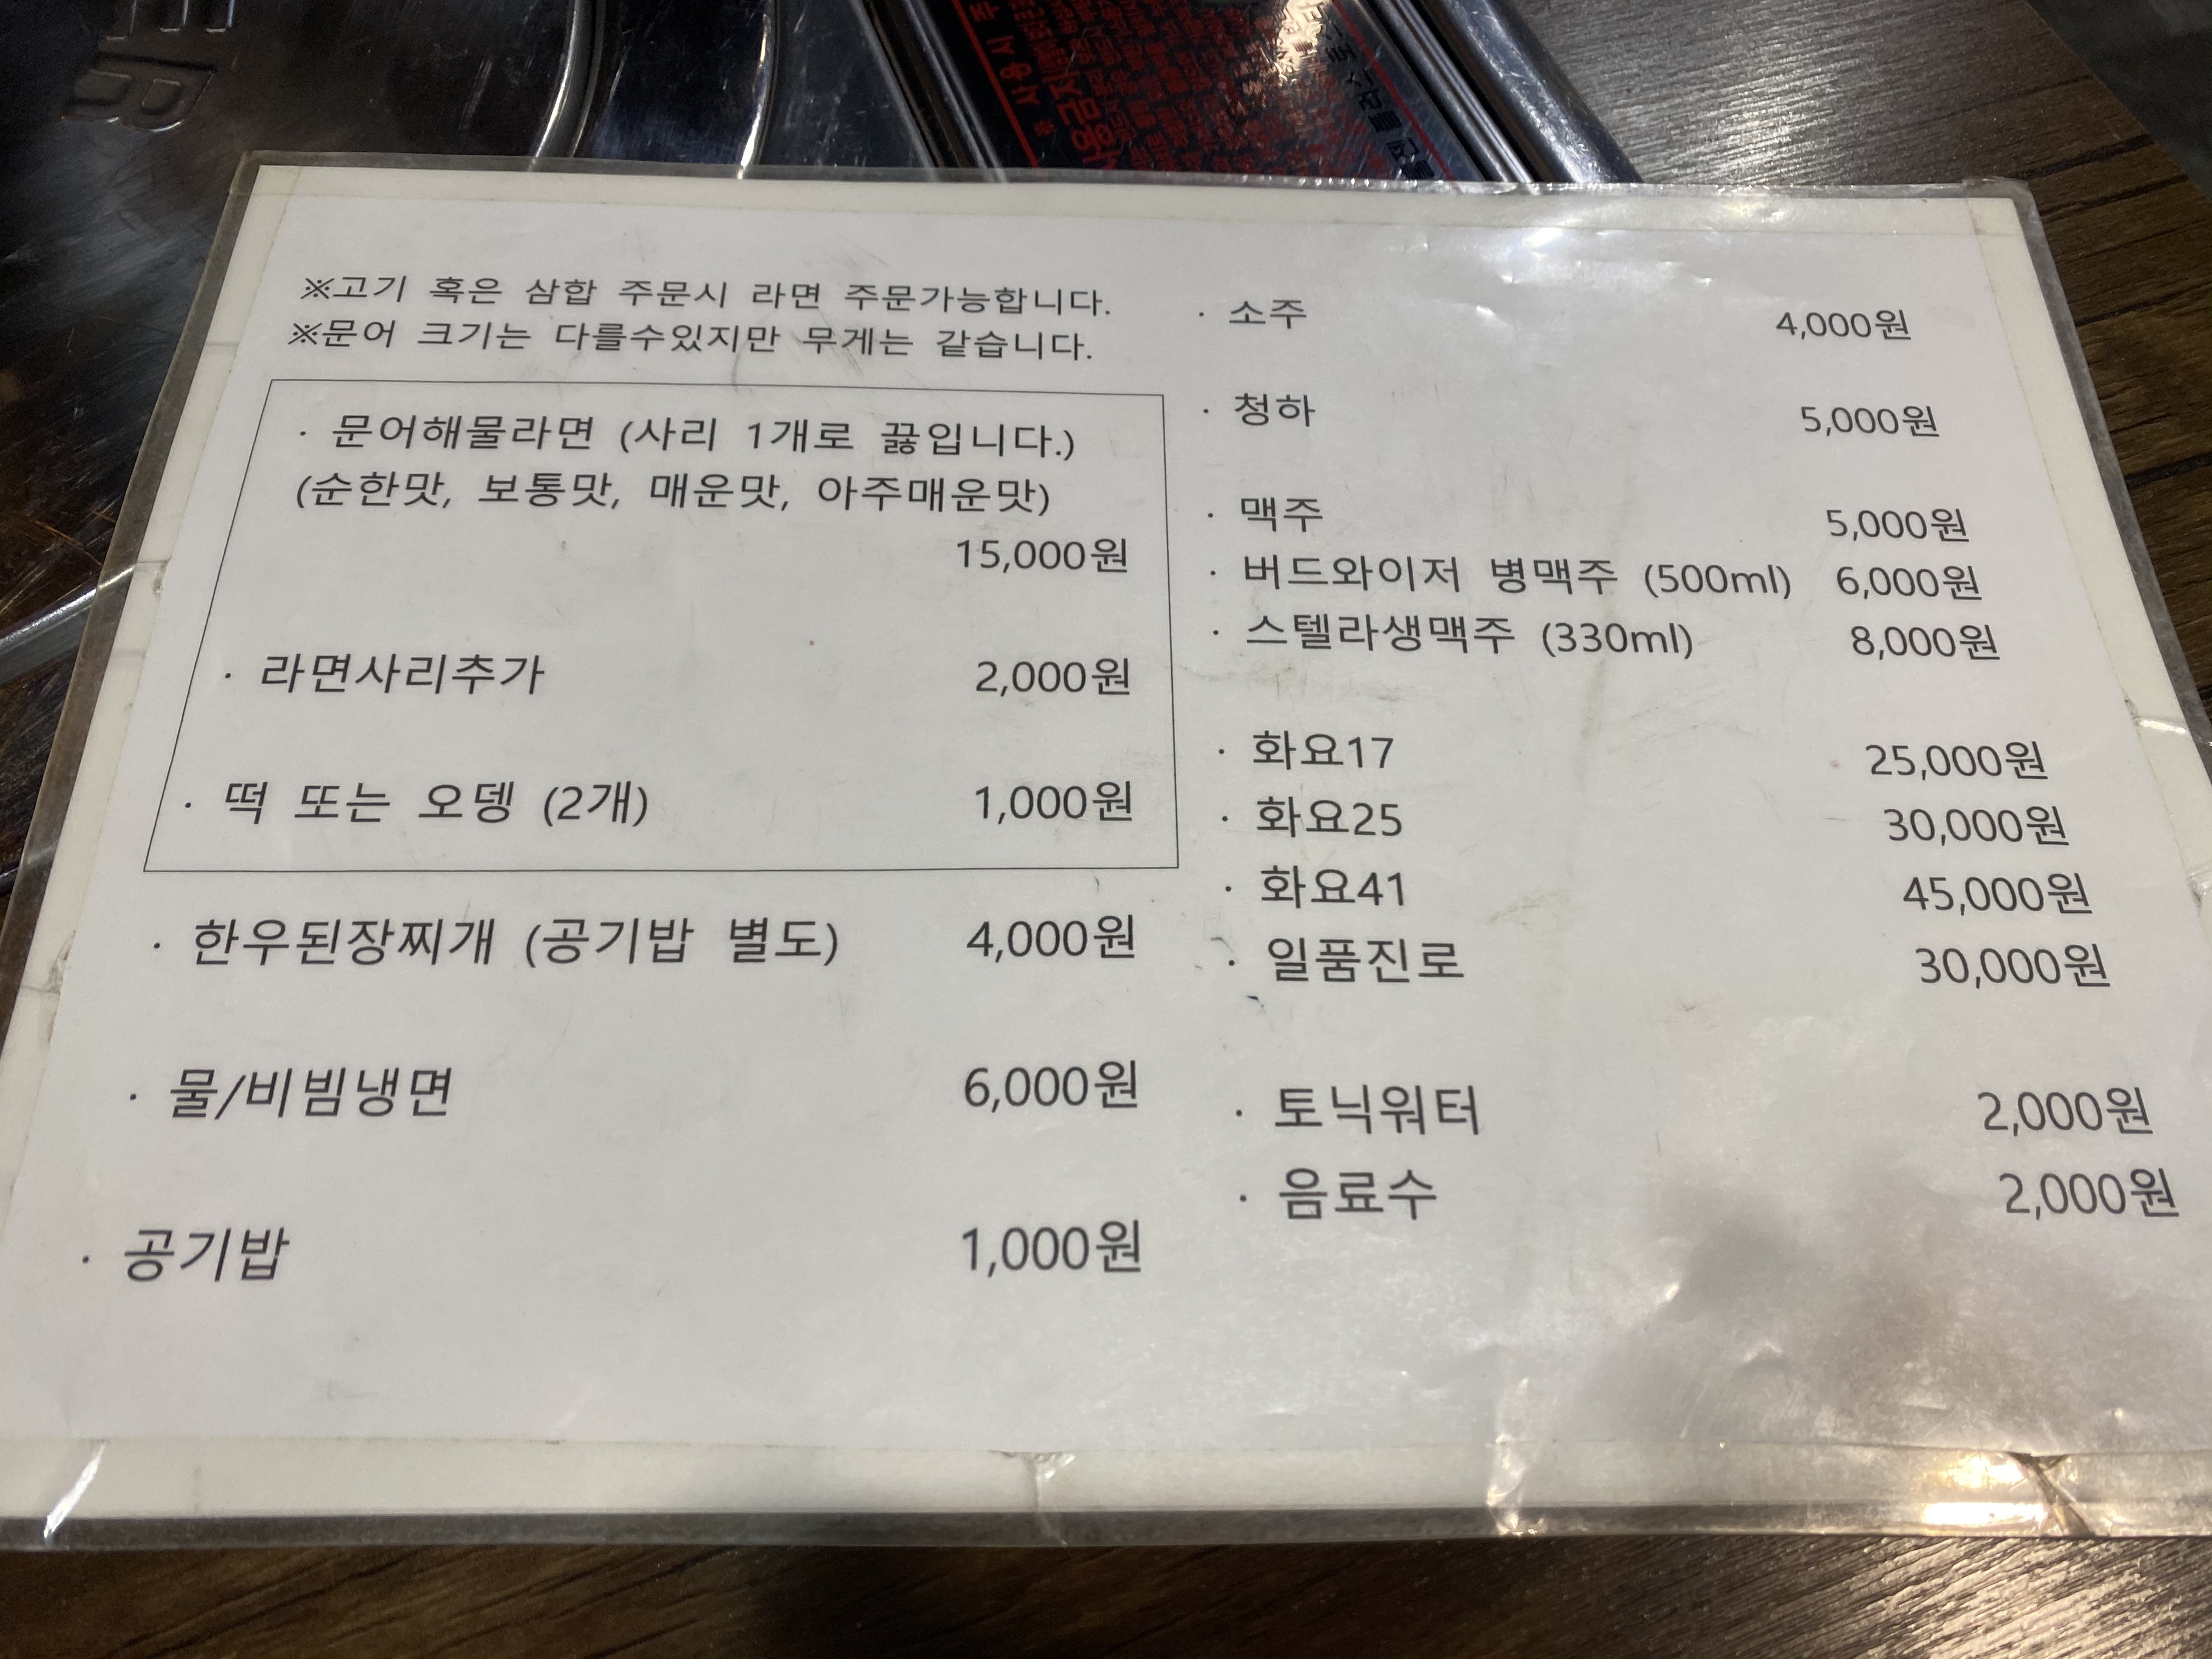 ER
※ 사용시 주
※고기 혹은 삼합 주문시 라면 주문가능합니다.
※문어 크기는 다를수있지만 무게는 같습니다.
· 문어해물라면 (사리 1개로 끓입니다.)
(순한맛, 보통맛, 매운맛, 아주매운맛)
15,000원
· 라면사리추가 2,000원
· 떡 또는 오뎅 (2개) 1,000원
· 한우된장찌개 (공기밥 별도) 4,000원
· 물/비빔냉면 6,000원
· 공기밥 1,000원
· 소주 4,000원
· 청하 5,000원
· 맥주 5,000원
· 버드와이저 병맥주 (500ml) 6,000원
· 스텔라생맥주 (330ml) 8,000원
· 화요17 25,000원
· 화요25 30,000원
· 화요41 45,000원
· 일품진로 30,000원
· 토닉워터 2,000원
· 음료수 2,000원